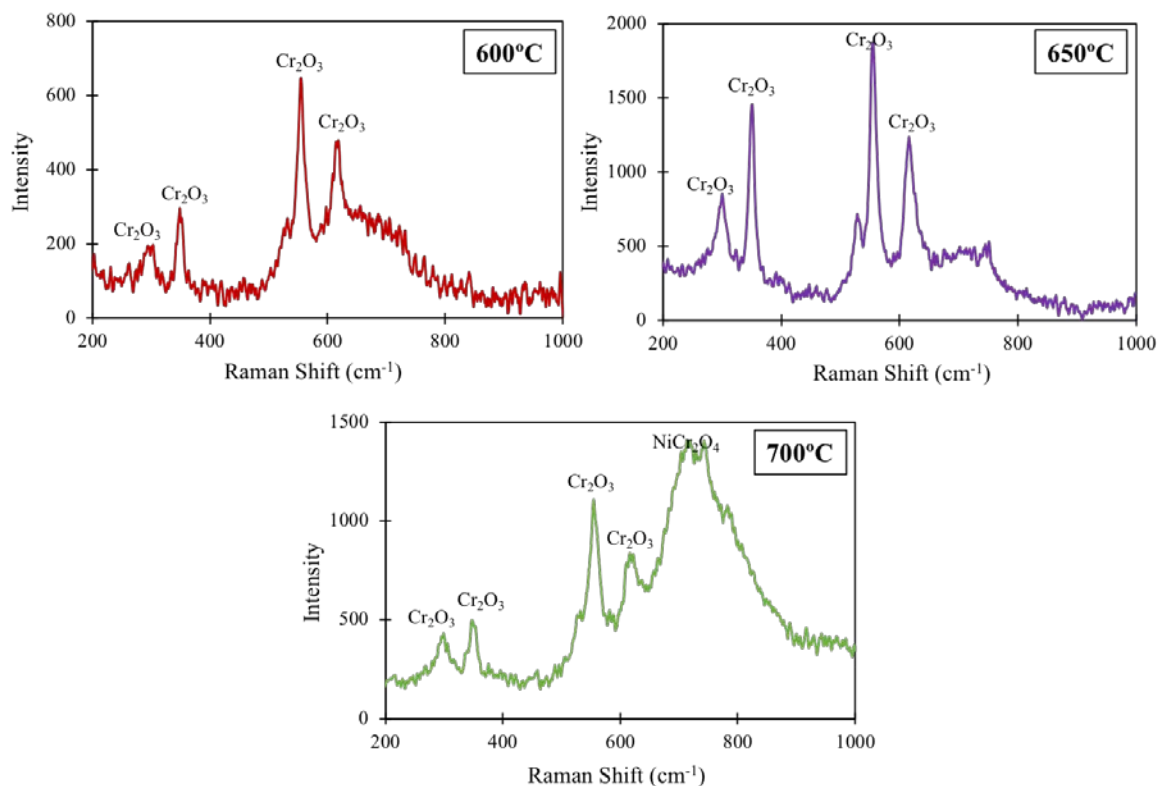 600ºC
Intensity
800
600
400
200
0
Cr₂O₃
Cr₂O₃
Cr₂O₃
Cr₂O₃
200
400
600
800
1000
Raman Shift (cm⁻¹)
650ºC
Intensity
2000
1500
1000
500
0
Cr₂O₃
Cr₂O₃
Cr₂O₃
Cr₂O₃
200
400
600
800
1000
Raman Shift (cm⁻¹)
700ºC
Intensity
1500
1000
500
0
Cr₂O₃
Cr₂O₃
Cr₂O₃
Cr₂O₃
NiCr₂O₄
200
400
600
800
1000
Raman Shift (cm⁻¹)